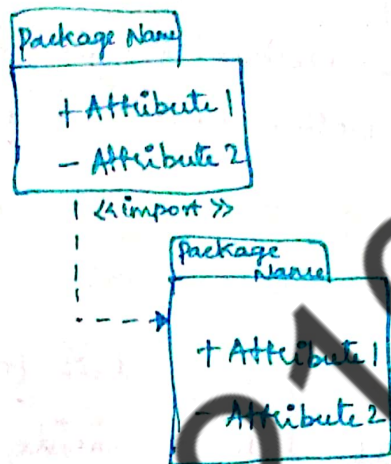 Package Name
+ Attribute 1
- Attribute 2
<<import>>
Package
Name
+ Attribute 1
- Attribute 2